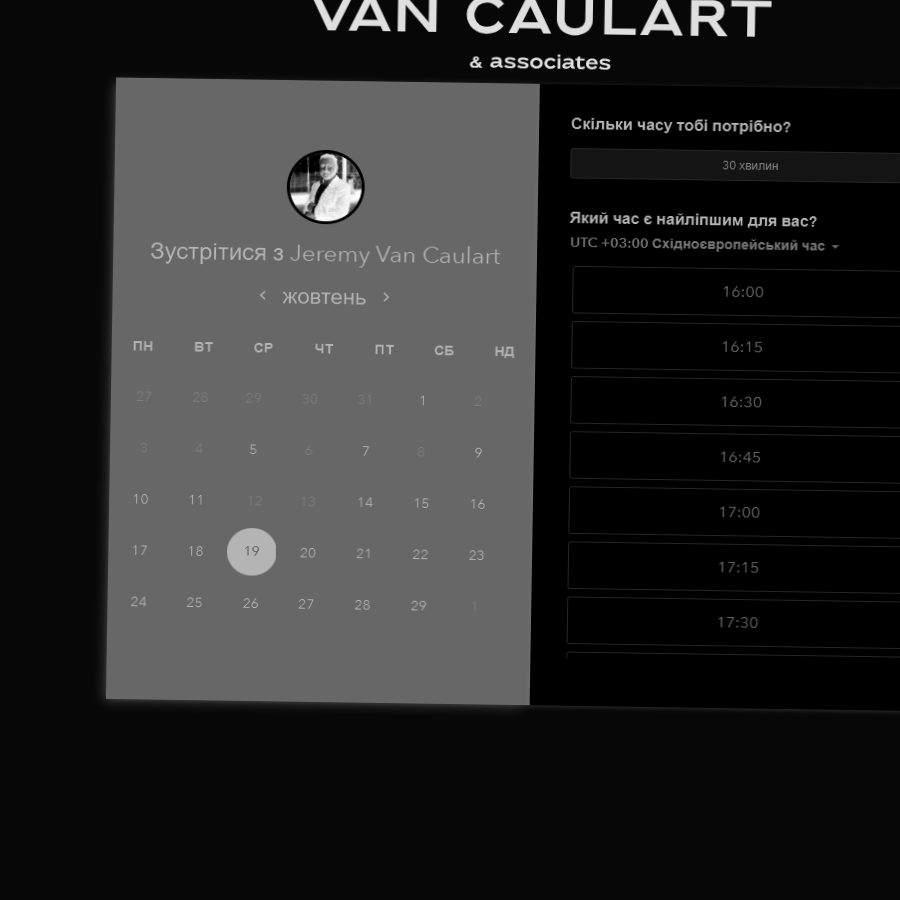 VAN CAULART
& associates
Зустрітися з Jeremy Van Caulart
жовтень
ПН ВТ СР ЧТ ПТ СБ НД
27 28 29 30 31 1 2
3 4 5 6 7 8 9
10 11 12 13 14 15 16
17 18 19 20 21 22 23
24 25 26 27 28 29 1
Скільки часу тобі потрібно?
30 хвилин
Який час є найліпшим для вас?
UTC +03:00 Східноєвропейський час
16:00
16:15
16:30
16:45
17:00
17:15
17:30